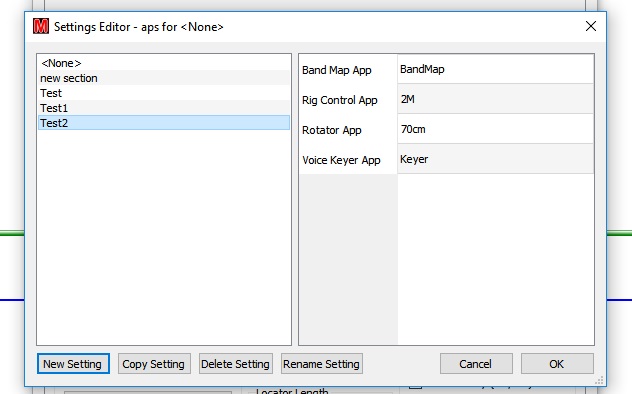 M Settings Editor - aps for <None>
<None>
new section
Test
Test1
Test2
Band Map App BandMap
Rig Control App 2M
Rotator App 70cm
Voice Keyer App Keyer
New Setting Copy Setting Delete Setting Rename Setting Cancel OK
Locator Length